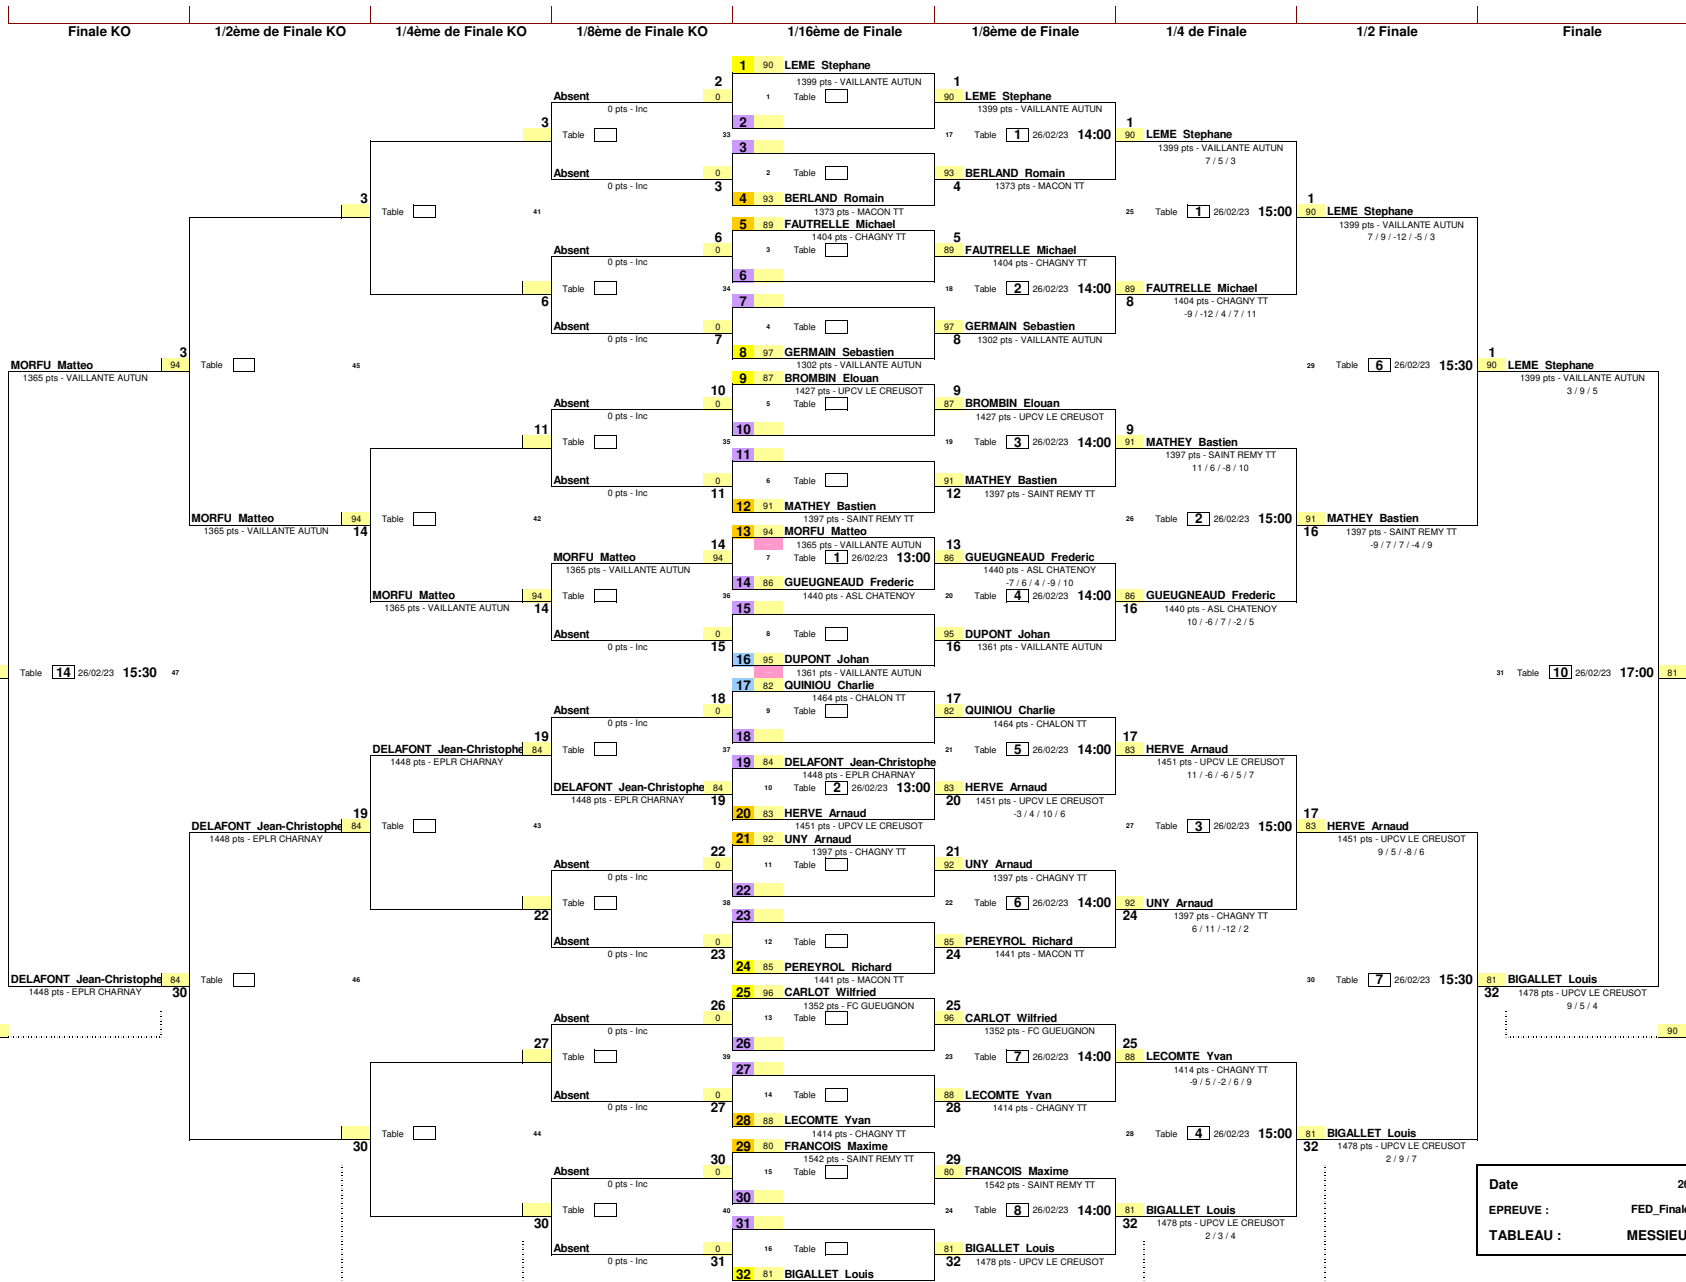 Finale KO 1/2ème de Finale KO 1/4ème de Finale KO 1/8ème de Finale KO 1/16ème de Finale 1/8ème de Finale 1/4 de Finale 1/2 Finale Finale
1 90 LEME Stephane
2 1399 pts - VAILLANTE AUTUN 1
Absent 0 1 Table 90 LEME Stephane
0 pts - Inc 1399 pts - VAILLANTE AUTUN
3 2 1
Table 33 17 Table 1 26/02/23 14:00 90 LEME Stephane
3 1399 pts - VAILLANTE AUTUN
7 / 5 / 3
Absent 0 2 Table 93 BERLAND Romain
0 pts - Inc 3 4 1373 pts - MACON TT
3 4 93 BERLAND Romain 1
Table 41 1373 pts - MACON TT 25 Table 1 26/02/23 15:00 90 LEME Stephane
5 89 FAUTRELLE Michael 1399 pts - VAILLANTE AUTUN
6 1404 pts - CHAGNY TT 5 7 / 9 / -12 / -5 / 3
Absent 0 3 Table 89 FAUTRELLE Michael
0 pts - Inc 1404 pts - CHAGNY TT
6
Table 34 18 Table 2 26/02/23 14:00 89 FAUTRELLE Michael
6 7 8 1404 pts - CHAGNY TT
-9 / -12 / 4 / 7 / 11
Absent 0 4 Table 97 GERMAIN Sebastien
0 pts - Inc 7 8 1302 pts - VAILLANTE AUTUN
3 8 97 GERMAIN Sebastien 1
MORFU Matteo 94 Table 45 1302 pts - VAILLANTE AUTUN 29 Table 6 26/02/23 15:30 90 LEME Stephane
1365 pts - VAILLANTE AUTUN 9 87 BROMBIN Elouan 1399 pts - VAILLANTE AUTUN
10 1427 pts - UPCV LE CREUSOT 9 3 / 9 / 5
Absent 0 5 Table 87 BROMBIN Elouan
0 pts - Inc 1427 pts - UPCV LE CREUSOT
11 10 9
Table 35 19 Table 3 26/02/23 14:00 91 MATHEY Bastien
11 1397 pts - SAINT REMY TT
11 / 6 / -8 / 10
Absent 0 6 Table 91 MATHEY Bastien
0 pts - Inc 11 12 1397 pts - SAINT REMY TT
12 91 MATHEY Bastien
MORFU Matteo 94 Table 42 1397 pts - SAINT REMY TT 26 Table 2 26/02/23 15:00 91 MATHEY Bastien
1365 pts - VAILLANTE AUTUN 14 13 94 MORFU Matteo 16 1397 pts - SAINT REMY TT
14 1365 pts - VAILLANTE AUTUN 13 -9 / 7 / 7 / -4 / 9
MORFU Matteo 94 7 Table 1 26/02/23 13:00 86 GUEUGNEAUD Frederic
1365 pts - VAILLANTE AUTUN 1440 pts - ASL CHATENOY
14 86 GUEUGNEAUD Frederic -7 / 6 / 4 / -9 / 10
MORFU Matteo 94 Table 36 1440 pts - ASL CHATENOY 20 Table 4 26/02/23 14:00 86 GUEUGNEAUD Frederic
1365 pts - VAILLANTE AUTUN 14 15 16 1440 pts - ASL CHATENOY
10 / -6 / 7 / -2 / 5
Absent 0 8 Table 95 DUPONT Johan
0 pts - Inc 15 16 1361 pts - VAILLANTE AUTUN
16 95 DUPONT Johan
Table 14 26/02/23 15:30 47 1361 pts - VAILLANTE AUTUN 31 Table 10 26/02/23 17:00 81
17 82 QUINIOU Charlie
18 1464 pts - CHALON TT 17
Absent 0 9 Table 82 QUINIOU Charlie
0 pts - Inc 1464 pts - CHALON TT
19 18 17
DELAFONT Jean-Christophe 84 Table 37 21 Table 5 26/02/23 14:00 83 HERVE Arnaud
1448 pts - EPLR CHARNAY 19 84 DELAFONT Jean-Christophe 1451 pts - UPCV LE CREUSOT
1448 pts - EPLR CHARNAY 11 / -6 / -6 / 5 / 7
DELAFONT Jean-Christophe 84 10 Table 2 26/02/23 13:00 83 HERVE Arnaud
1448 pts - EPLR CHARNAY 19 20 1451 pts - UPCV LE CREUSOT
19 20 83 HERVE Arnaud -3 / 4 / 10 / 6 17
DELAFONT Jean-Christophe 84 Table 43 1451 pts - UPCV LE CREUSOT 27 Table 3 26/02/23 15:00 83 HERVE Arnaud
1448 pts - EPLR CHARNAY 21 92 UNY Arnaud 1451 pts - UPCV LE CREUSOT
22 1397 pts - CHAGNY TT 21 9 / 5 / -8 / 6
Absent 0 11 Table 92 UNY Arnaud
0 pts - Inc 1397 pts - CHAGNY TT
22
Table 38 22 Table 6 26/02/23 14:00 92 UNY Arnaud
22 23 24 1397 pts - CHAGNY TT
6 / 11 / -12 / 2
Absent 0 12 Table 85 PEREYROL Richard
0 pts - Inc 23 24 1441 pts - MACON TT
24 85 PEREYROL Richard
DELAFONT Jean-Christophe 84 Table 46 1441 pts - MACON TT 30 Table 7 26/02/23 15:30 81 BIGALLET Louis
1448 pts - EPLR CHARNAY 30 25 96 CARLOT Wilfried 32 1478 pts - UPCV LE CREUSOT
26 1352 pts - FC GUEUGNON 25 9 / 5 / 4
Absent 0 13 Table 96 CARLOT Wilfried
0 pts - Inc 1352 pts - FC GUEUGNON 90
27 26 25
Table 39 23 Table 7 26/02/23 14:00 88 LECOMTE Yvan
27 1414 pts - CHAGNY TT
-9 / 5 / -2 / 6 / 9
Absent 0 14 Table 88 LECOMTE Yvan
0 pts - Inc 27 28 1414 pts - CHAGNY TT
28 88 LECOMTE Yvan
Table 44 1414 pts - CHAGNY TT 28 Table 4 26/02/23 15:00 81 BIGALLET Louis
30 29 80 FRANCOIS Maxime 32 1478 pts - UPCV LE CREUSOT
30 1542 pts - SAINT REMY TT 29 2 / 9 / 7
Absent 0 15 Table 80 FRANCOIS Maxime
0 pts - Inc 1542 pts - SAINT REMY TT
Date 26
30
Table 40 24 Table 8 26/02/23 14:00 81 BIGALLET Louis
EPREUVE : FED_Finale
30 31 32 1478 pts - UPCV LE CREUSOT
2 / 3 / 4
TABLEAU : MESSIEU
Absent 0 16 Table 81 BIGALLET Louis
0 pts - Inc 31 32 1478 pts - UPCV LE CREUSOT
32 81 BIGALLET Louis